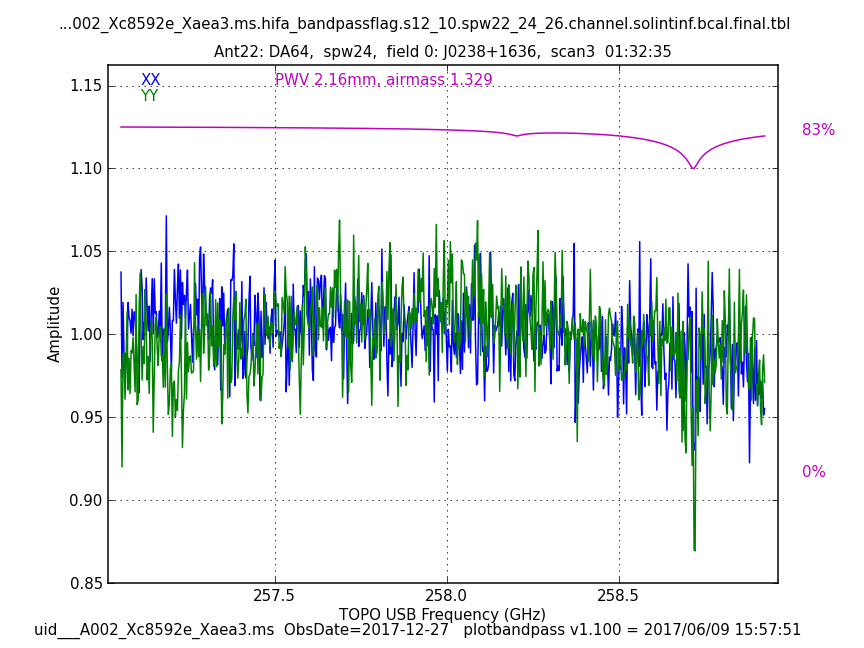 ...002_Xc8592e_Xaea3.ms.hifa_bandpassflag.s12_10.spw22_24_26.channel.solintinf.bcal.final.tbl
Ant22: DA64, spw24, field 0: J0238+1636, scan3 01:32:35
XX
PWV 2.16mm, airmass 1.329
YY
1.15
1.10
1.05
1.00
0.95
0.90
0.85
Amplitude
83%
0%
257.5
258.0
258.5
TOPO USB Frequency (GHz)
uid___A002_Xc8592e_Xaea3.ms ObsDate=2017-12-27 plotbandpass v1.100 = 2017/06/09 15:57:51